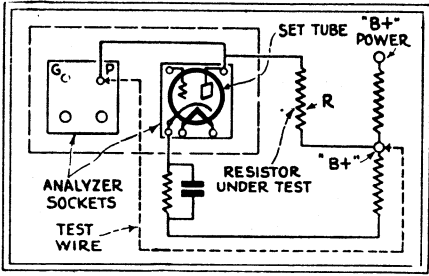 SET TUBE
"B+"
POWER
G
P
R
RESISTOR
UNDER TEST
"B+"
ANALYZER
SOCKETS
TEST
WIRE